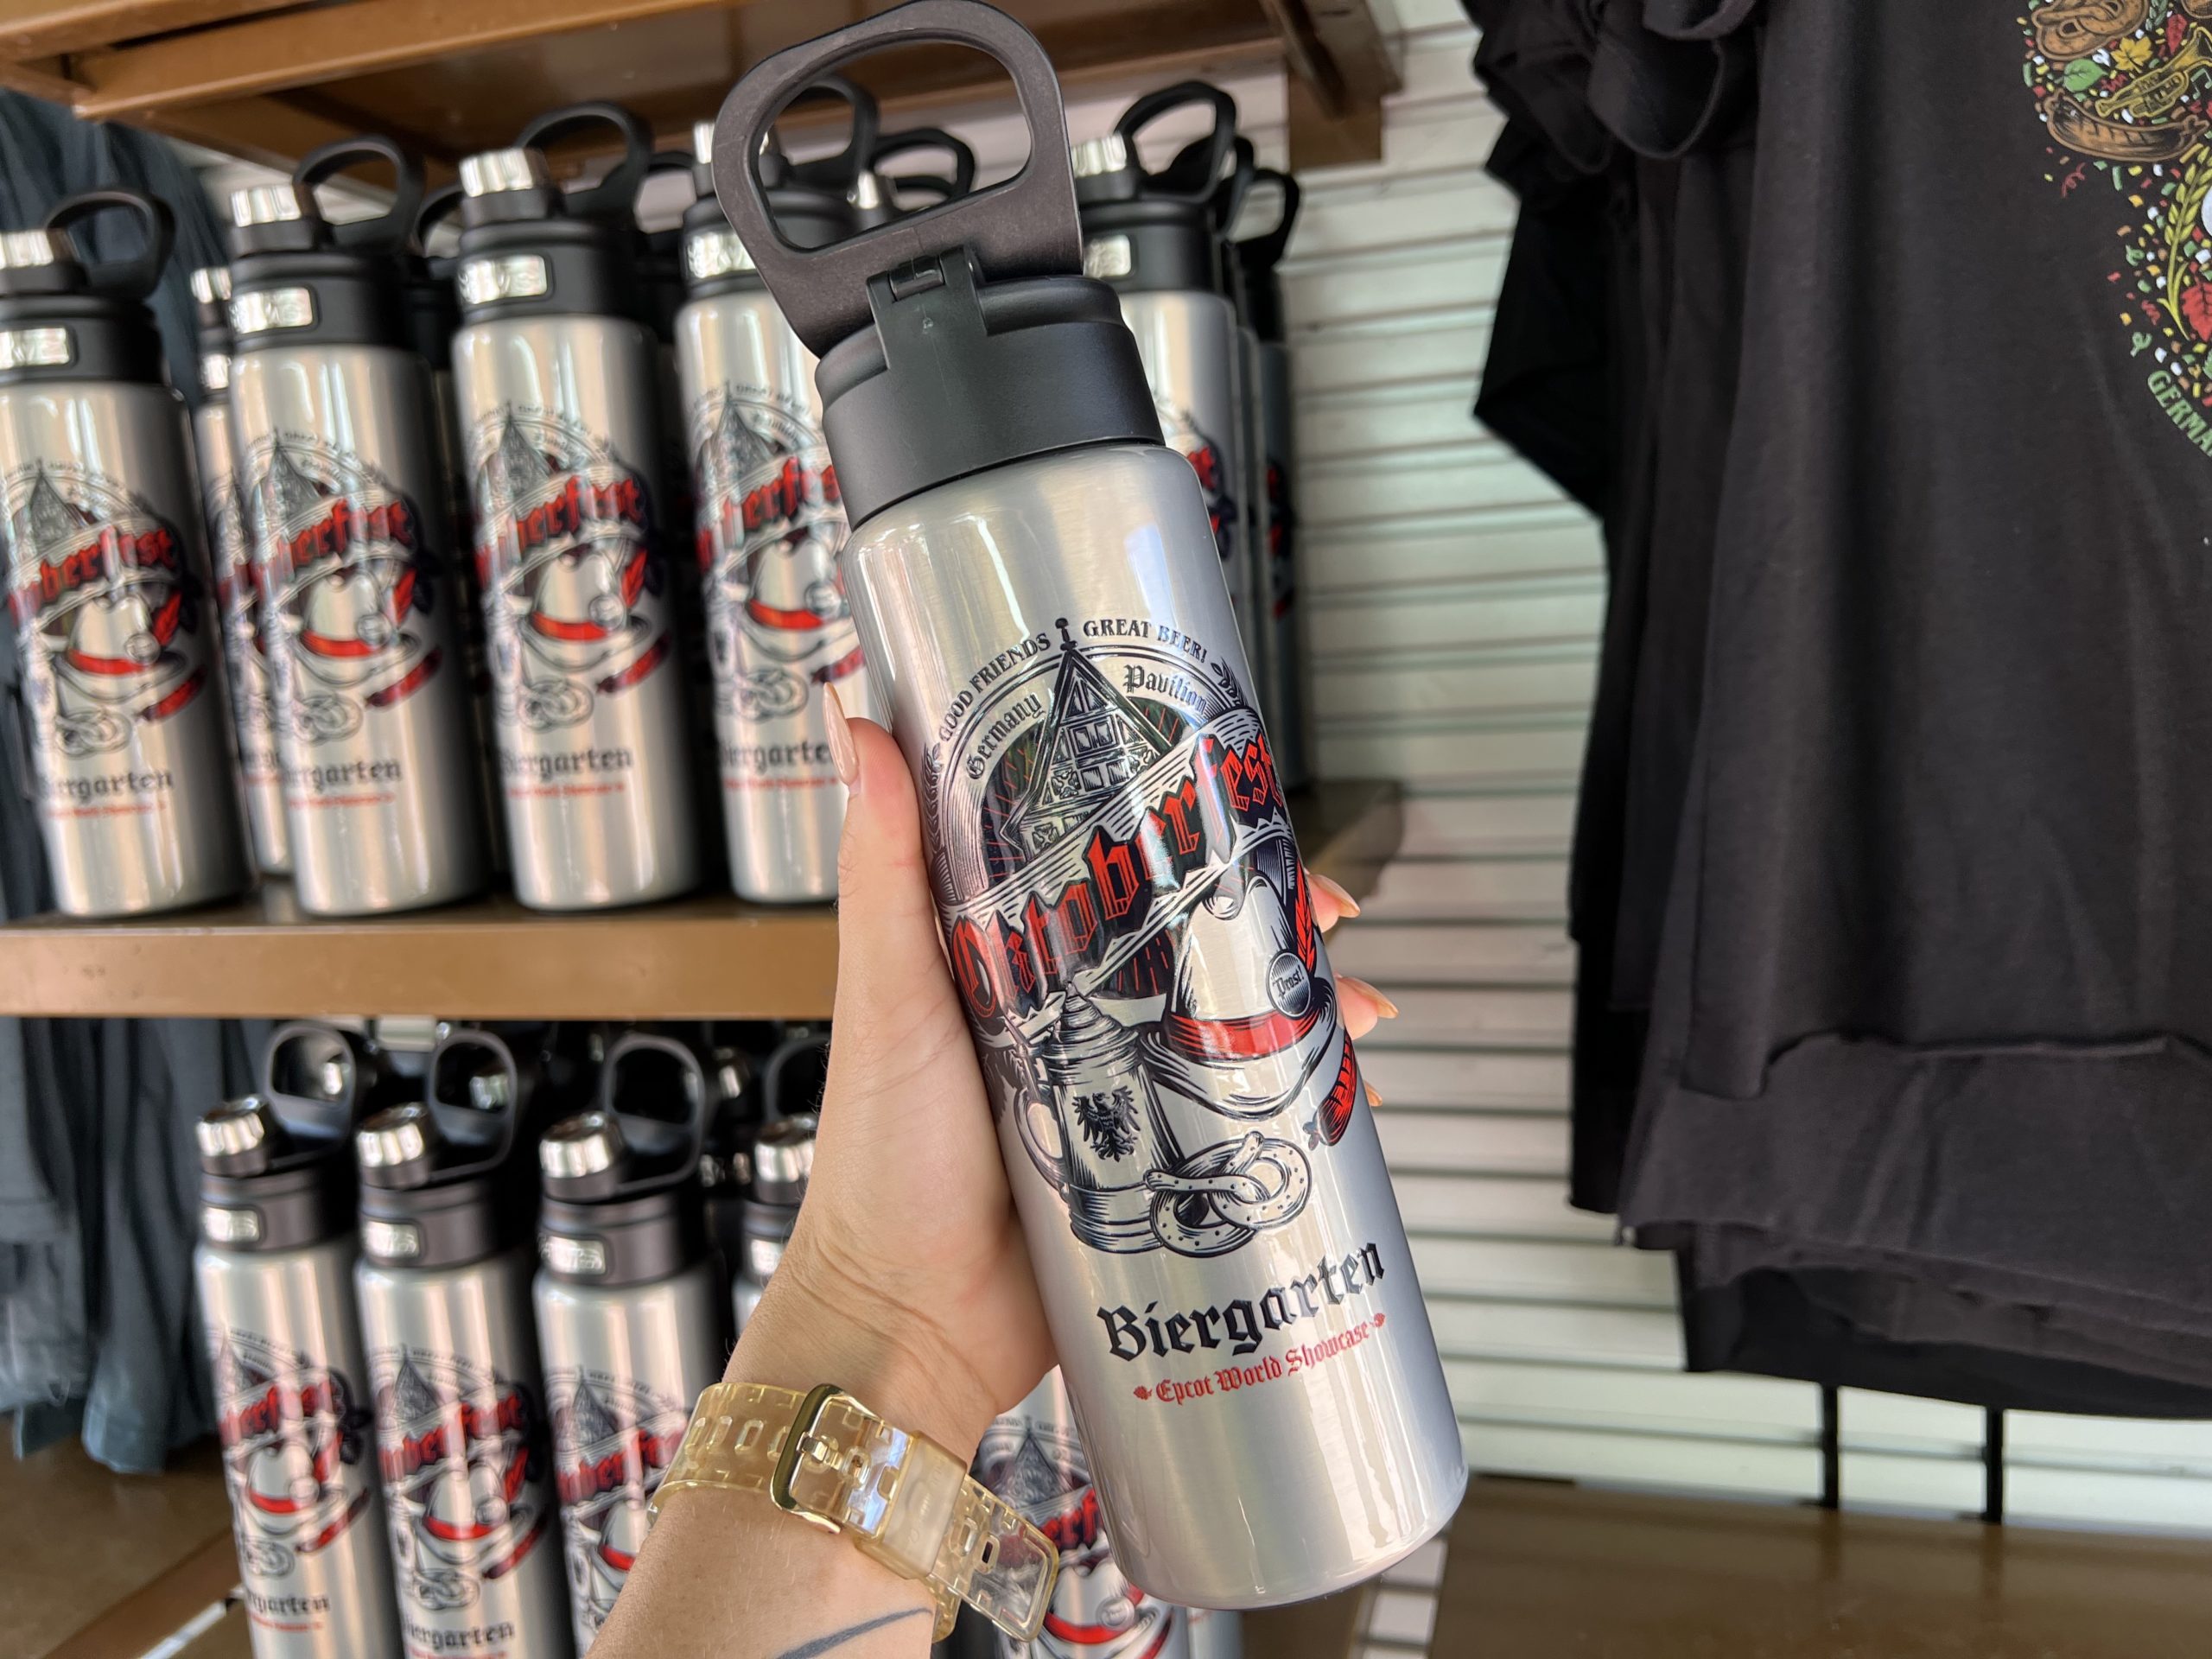 GOOD FRIENDS GREAT BEER!
Germany Pavilion
Oktoberfest
Prost!
Biergarten
Epcot World Showcase